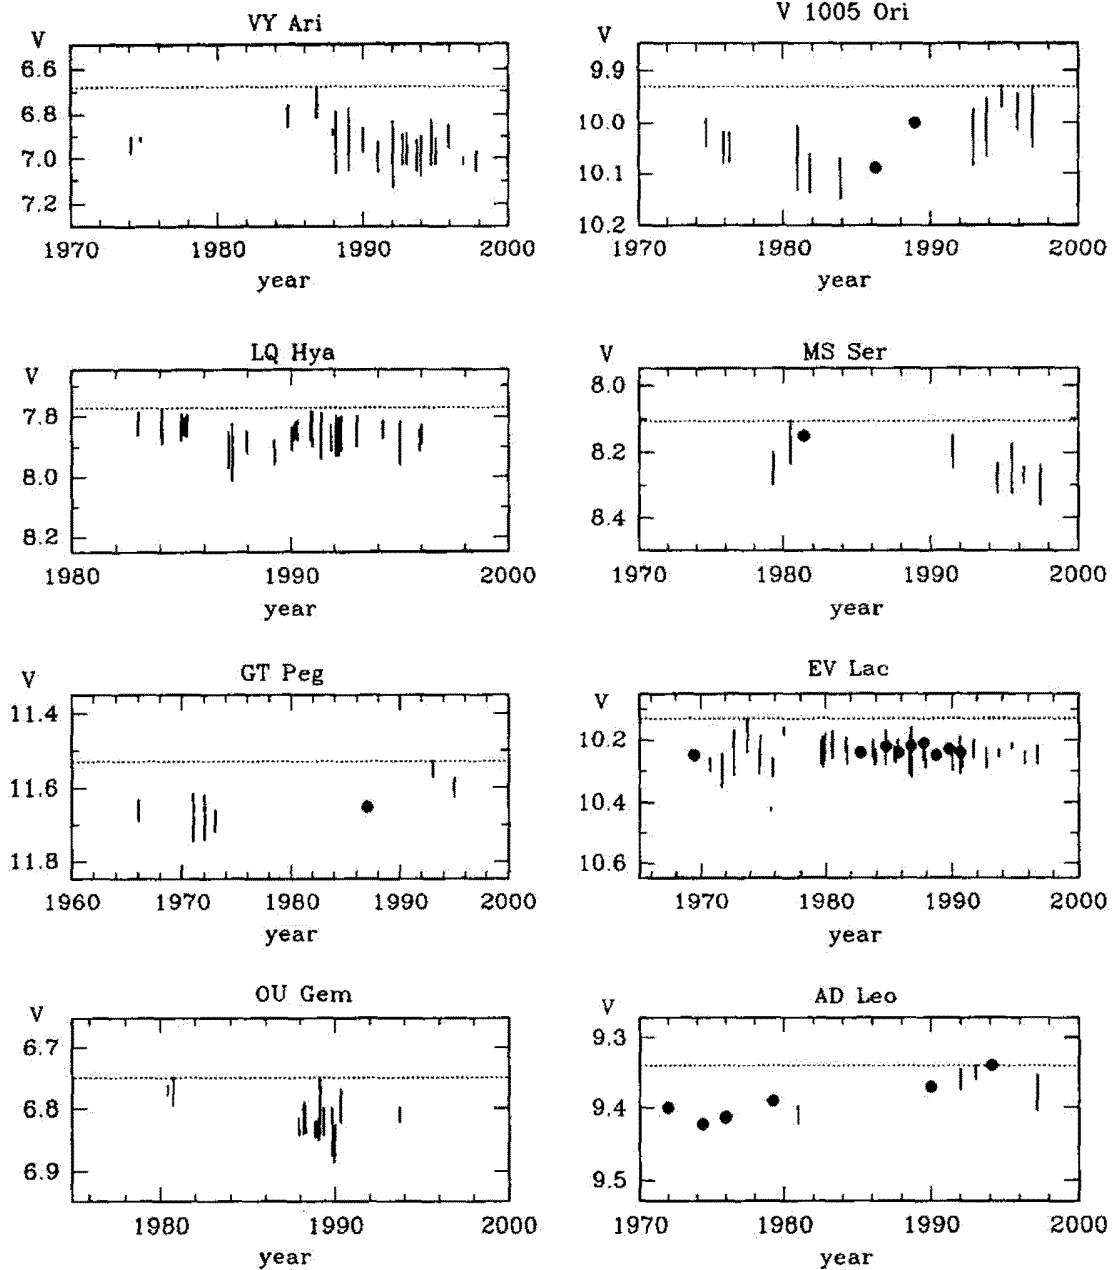 VY Ari
V
6.6
6.8
7.0
7.2
1970 1980 1990 2000
year
V 1005 Ori
V
9.9
10.0
10.1
10.2
1970 1980 1990 2000
year
LQ Hya
V
7.8
8.0
8.2
1980 1990 2000
year
MS Ser
V
8.0
8.2
8.4
1970 1980 1990 2000
year
GT Peg
V
11.4
11.6
11.8
1960 1970 1980 1990 2000
year
EV Lac
V
10.2
10.4
10.6
1970 1980 1990 2000
year
OU Gem
V
6.7
6.8
6.9
1980 1990 2000
year
AD Leo
V
9.3
9.4
9.5
1970 1980 1990 2000
year